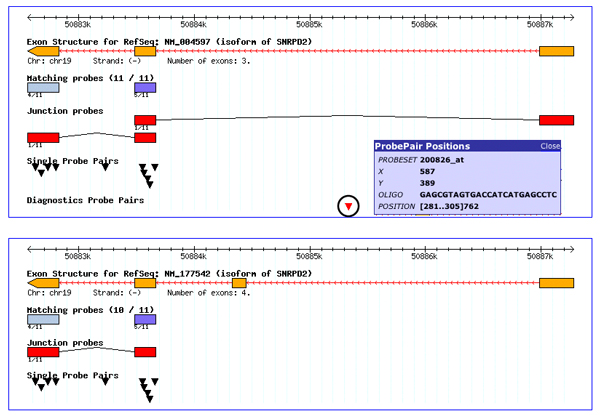 50883k 50884k 50885k 50886k 50887k
Exon Structure for RefSeq: NM_004597 (isoform of SNRPD2)
Chr: chr19 Strand: (-) Number of exons: 3.
Matching probes (11 / 11)
4/11 5/11
Junction probes
1/11
1/11
Single Probe Pairs
Diagnostics Probe Pairs
ProbePair Positions Close
PROBESET 200826_at
X 587
Y 389
OLIGO GAGCGTAGTGACCATCATGAGCCTC
POSITION [281..305]762
50883k 50884k 50885k 50886k 50887k
Exon Structure for RefSeq: NM_177542 (isoform of SNRPD2)
Chr: chr19 Strand: (-) Number of exons: 4.
Matching probes (10 / 11)
4/11 5/11
Junction probes
1/11
Single Probe Pairs